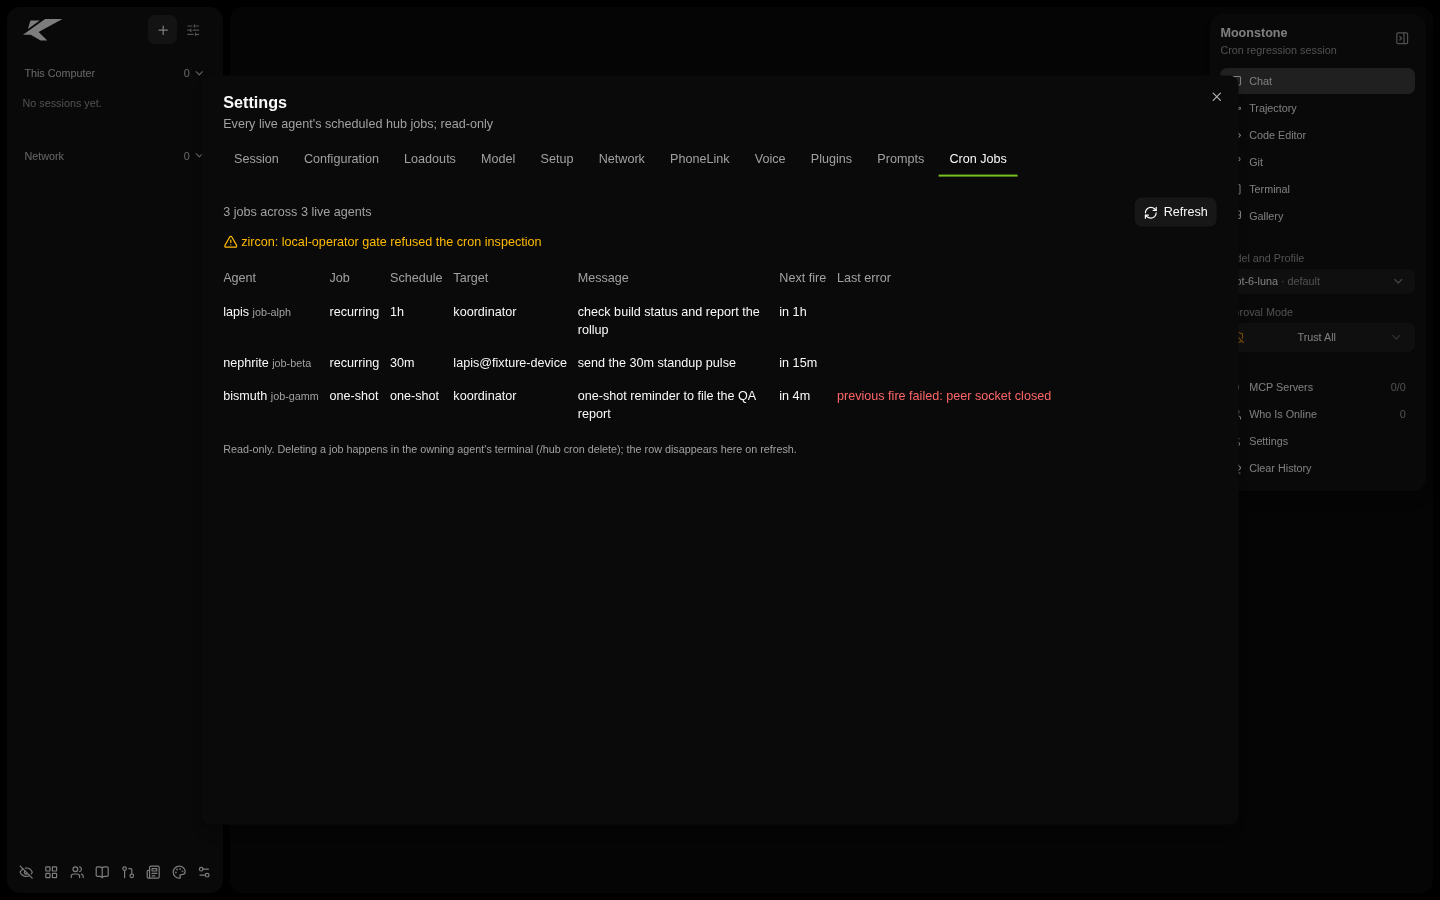 This Computer 0
No sessions yet.
Network 0
Settings
Every live agent's scheduled hub jobs; read-only
Session Configuration Loadouts Model Setup Network PhoneLink Voice Plugins Prompts Cron Jobs
3 jobs across 3 live agents
Refresh
zircon: local-operator gate refused the cron inspection
Agent Job Schedule Target Message Next fire Last error
lapis job-alph recurring 1h koordinator check build status and report the in 1h
rollup
nephrite job-beta recurring 30m lapis@fixture-device send the 30m standup pulse in 15m
bismuth job-gamm one-shot one-shot koordinator one-shot reminder to file the QA in 4m previous fire failed: peer socket closed
report
Read-only. Deleting a job happens in the owning agent's terminal (/hub cron delete); the row disappears here on refresh.
Moonstone
Cron regression session
Chat
Trajectory
Code Editor
Git
Terminal
Gallery
and Profile
default
Mode
Trust All
MCP Servers 0/0
Who Is Online 0
Settings
Clear History